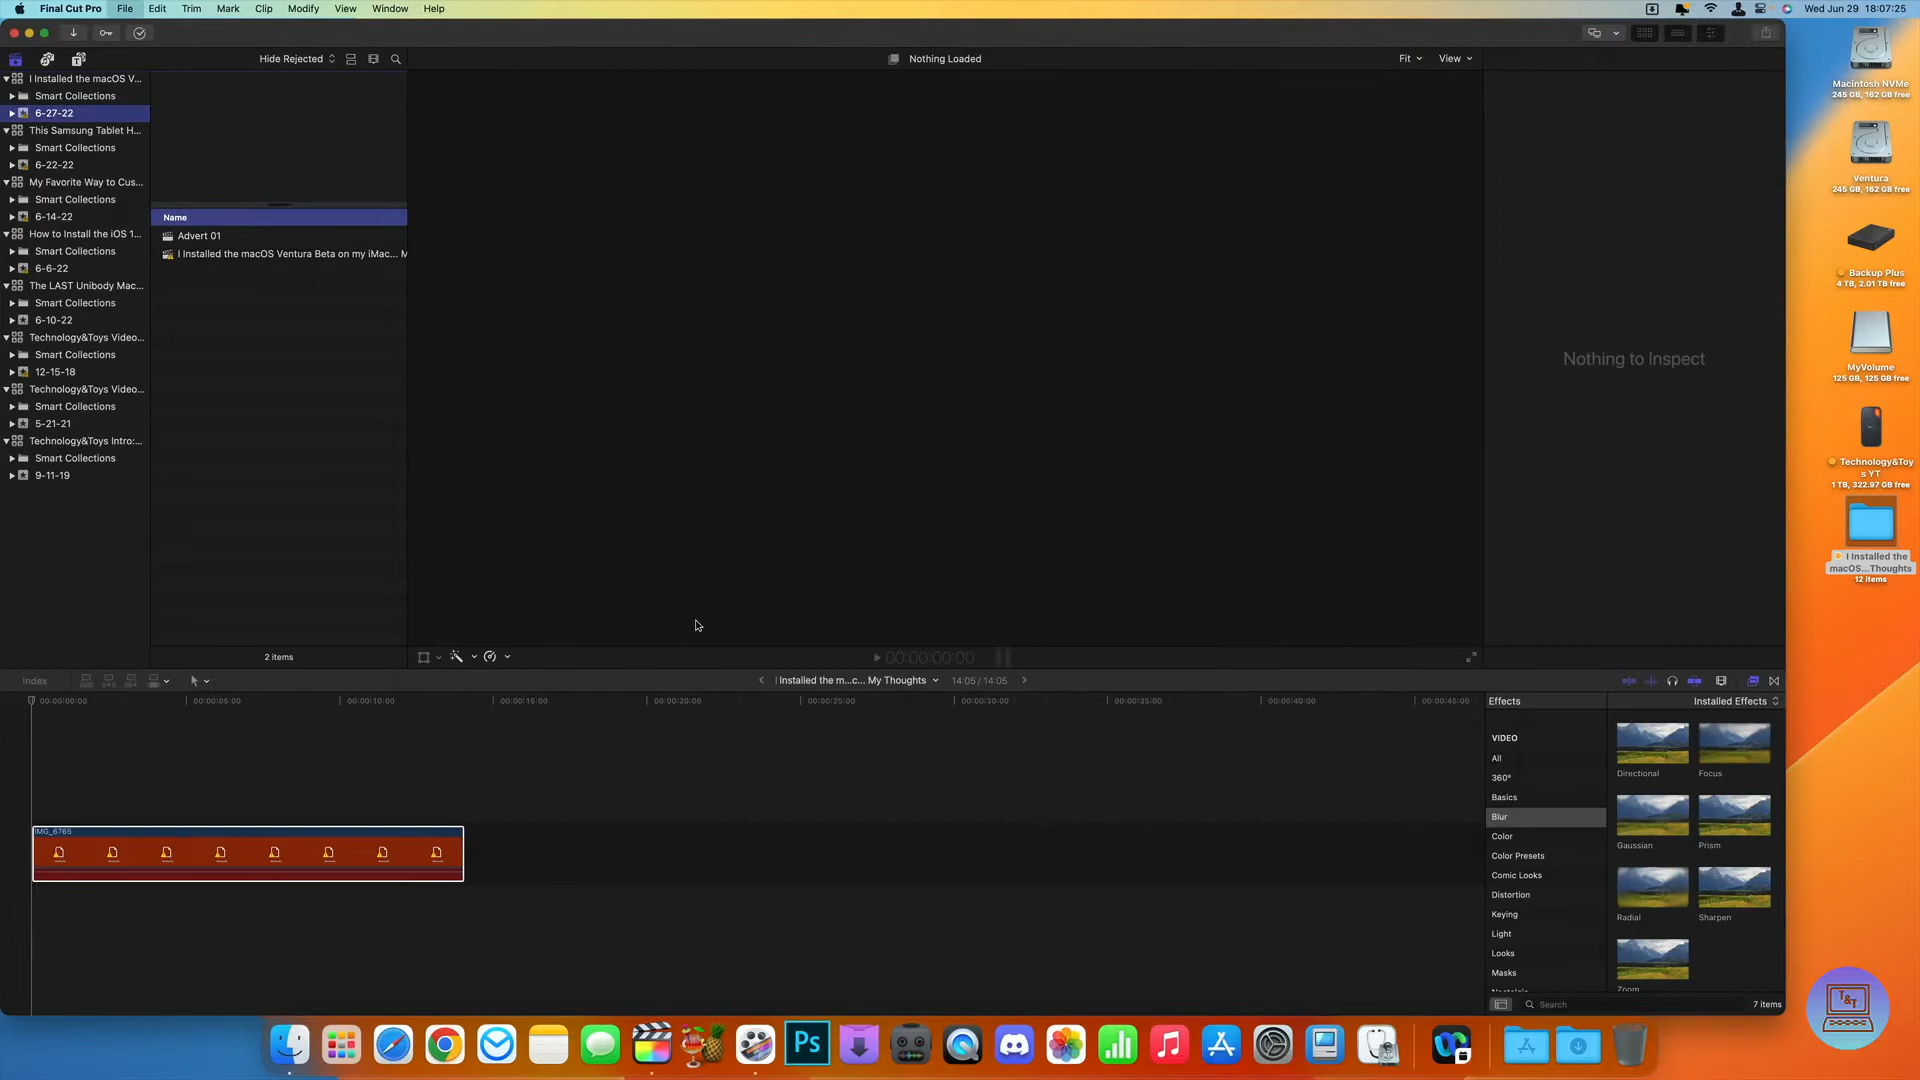 Final Cut Pro File Edit Trim Mark Clip Modify View Window Help
Wed Jun 29 18:07:25
Hide Rejected
Nothing Loaded
Fit
View
I Installed the macOS V...
Smart Collections
6-27-22
This Samsung Tablet H...
Smart Collections
6-22-22
My Favorite Way to Cus...
Smart Collections
6-14-22
How to Install the iOS 1...
Smart Collections
6-6-22
The LAST Unibody Mac...
Smart Collections
6-10-22
Technology&Toys Video...
Smart Collections
12-15-18
Technology&Toys Video...
Smart Collections
5-21-21
Technology&Toys Intro:...
Smart Collections
9-11-19
Name
Advert 01
I Installed the macOS Ventura Beta on my iMac... M
2 items
00:00:00:00
Nothing to Inspect
Macintosh NVMe
245 GB, 162 GB free
Ventura
245 GB, 162 GB free
Backup Plus
4 TB, 2.01 TB free
MyVolume
125 GB, 125 GB free
Technology&Toy
s YT
1 TB, 322.97 GB free
I Installed the
macOS...Thoughts
12 items
Index
I Installed the m...c... My Thoughts
14:05 / 14:05
00:00:00:00
00:00:05:00
00:00:10:00
00:00:15:00
00:00:20:00
00:00:25:00
00:00:30:00
00:00:35:00
00:00:40:00
00:00:45:00
IMG_6765
Effects
Installed Effects
VIDEO
All
360°
Basics
Blur
Color
Color Presets
Comic Looks
Distortion
Keying
Light
Looks
Masks
Directional
Focus
Gaussian
Prism
Radial
Sharpen
Zoom
Search
7 items
Ps
T&T